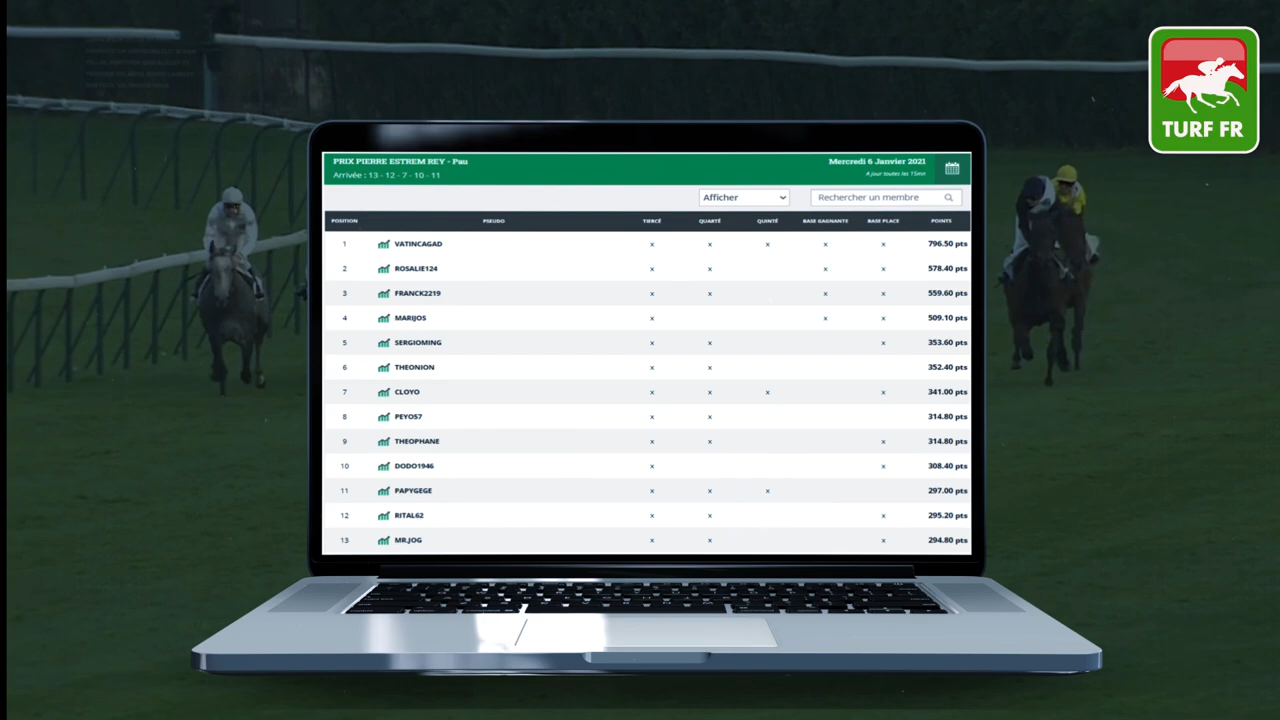 TURF FR
PRIX PIERRE ESTREM REY - Pau
Mercredi 6 Janvier 2021
Arrivée : 13 - 12 - 7 - 10 - 11
A jour toutes les 15mn
Afficher
Rechercher un membre
POSITION PSEUDO TIERCÉ QUARTÉ QUINTÉ BASE GAGNANTE BASE PLACE POINTS
1 VATINCAGAD x x x x x 796.50 pts
2 ROSALIE124 x x x x 578.40 pts
3 FRANCK2219 x x x x 559.60 pts
4 MARIJOS x x x 509.10 pts
5 SERGIOMING x x x 353.60 pts
6 THEONION x x 352.40 pts
7 CLOYO x x x x 341.00 pts
8 PEYO57 x x 314.80 pts
9 THEOPHANE x x x 314.80 pts
10 DODO1946 x x 308.40 pts
11 PAPYGEGE x x x 297.00 pts
12 RITAL62 x x x 295.20 pts
13 MR.JOG x x x 294.80 pts